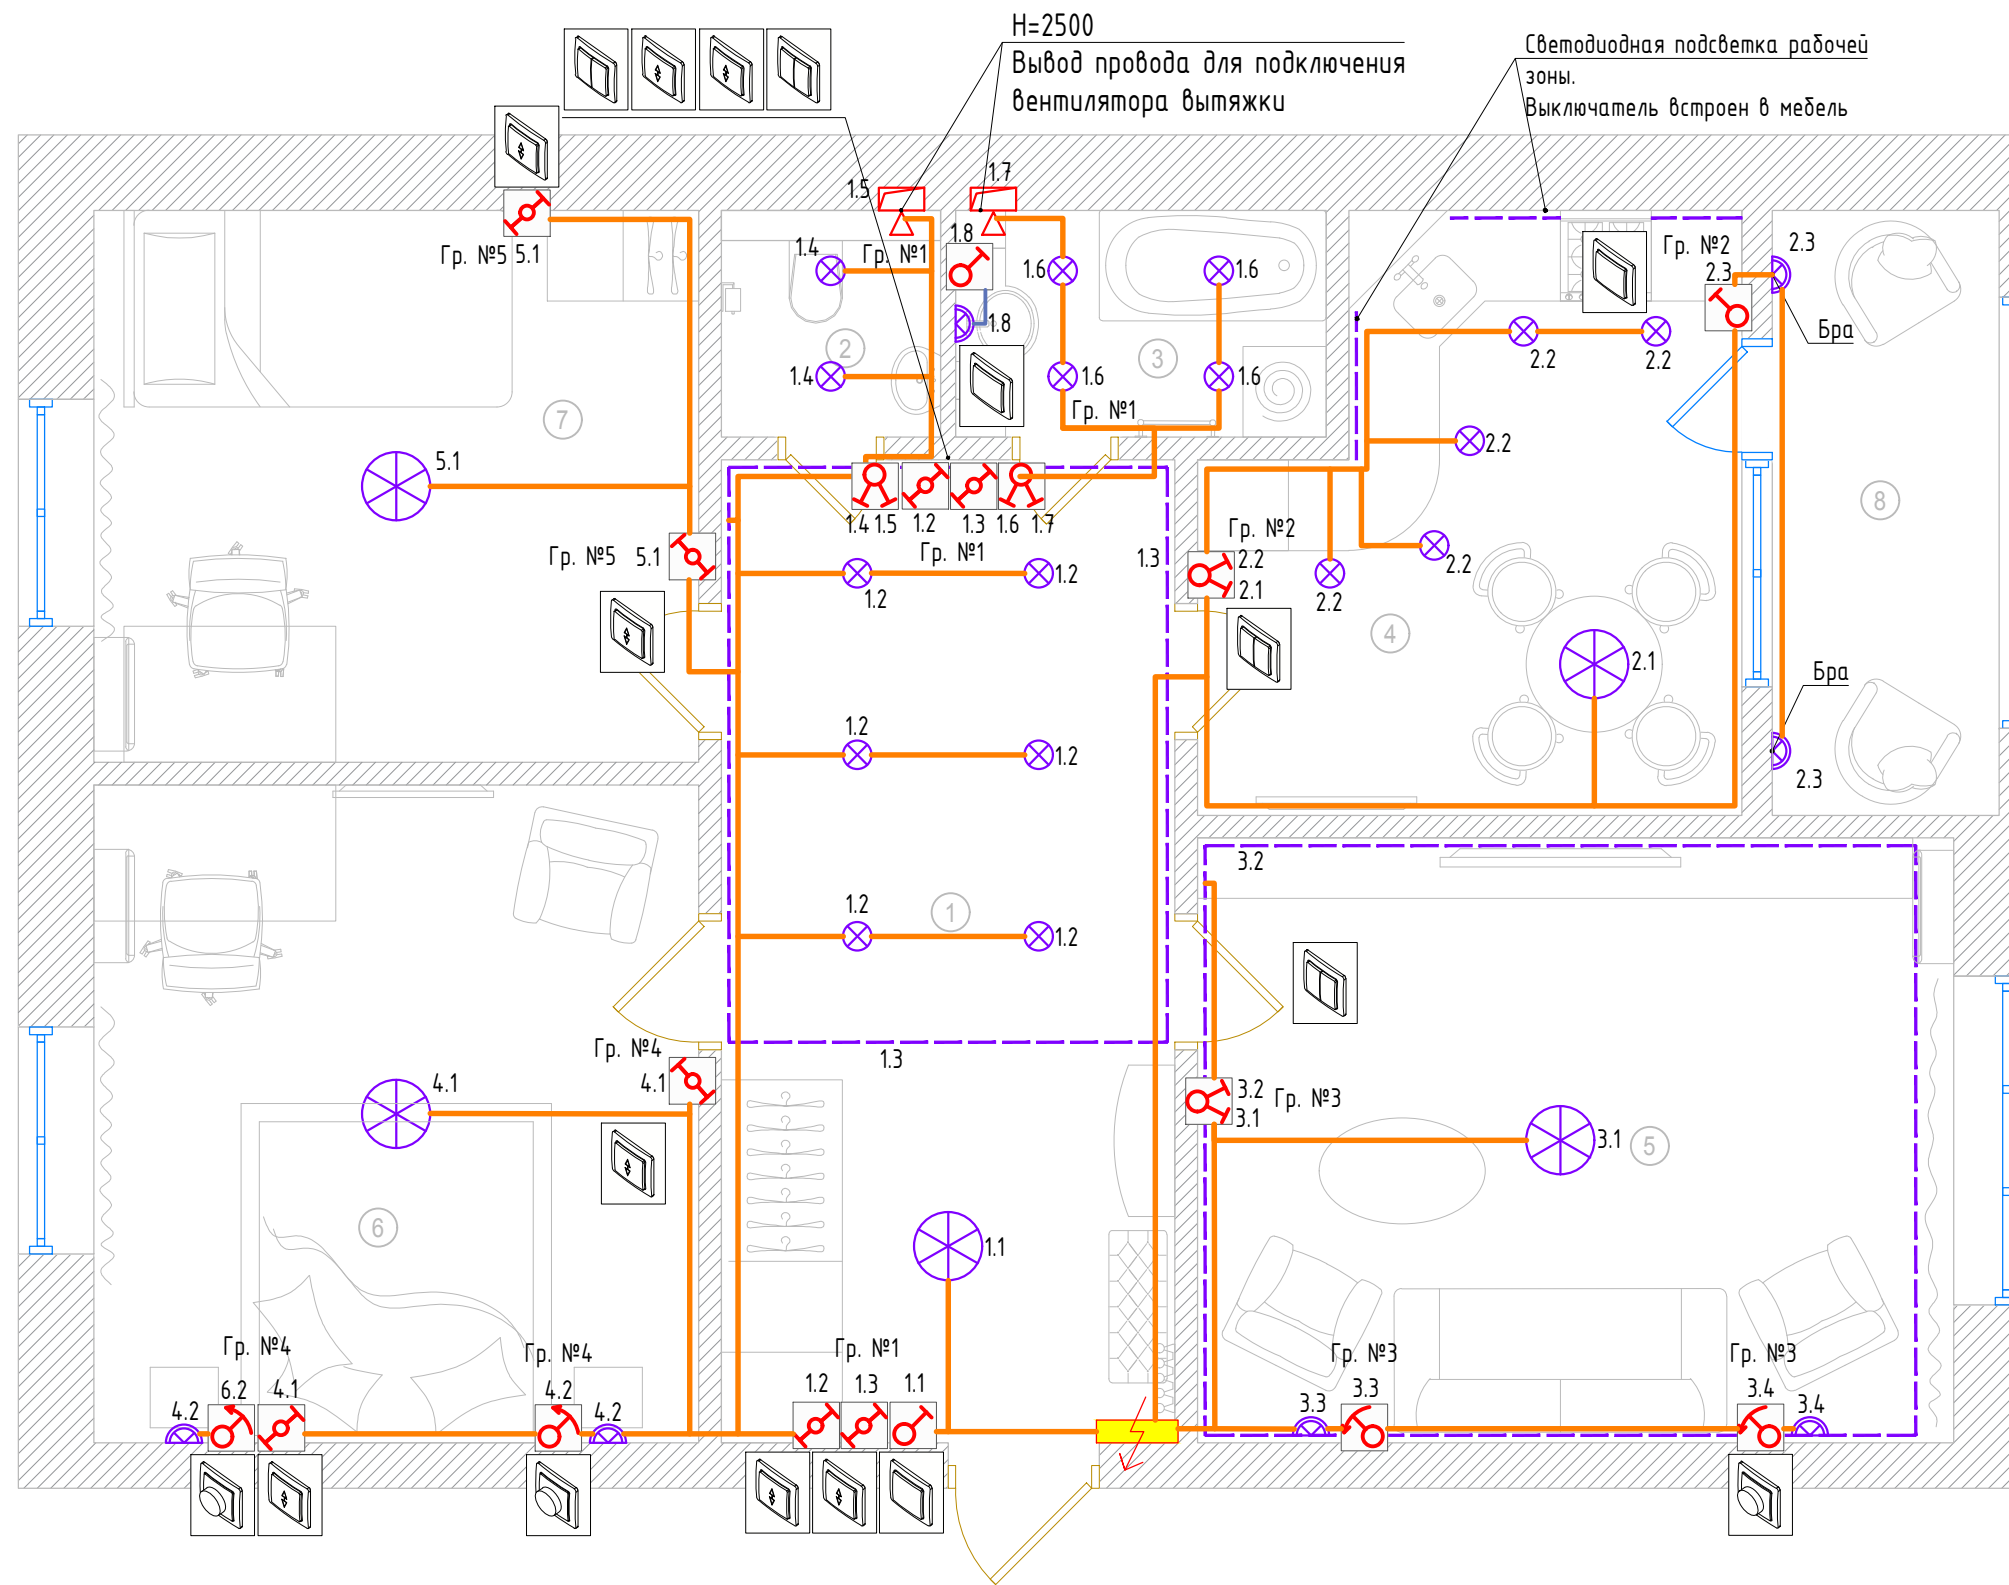 H=2500
Вывод провода для подключения
вентилятора вытяжки
Светодиодная подсветка рабочей
зоны.
Выключатель встроен в мебель
1.5
1.7
Гр. №5 5.1
1.4
Гр. №1
1.8
1.6
1.6
Гр. №2
2.3
2.3
1.8
2
3
Бра
1.4
1.6
1.6
2.2
2.2
Гр. №1
7
5.1
2.2
8
1.4 1.5
1.2
1.3
1.6
1.7
Гр. №5
5.1
Гр. №1
1.3
Гр. №2
2.2
2.1
2.2
1.2
1.2
2.2
4
2.1
Бра
1.2
1.2
2.3
3.2
1.2
1
1.2
Гр. №4
4.1
1.3
4.1
3.2
3.1
Гр. №3
3.1
5
6
1.1
Гр. №4
Гр. №4
Гр. №1
Гр. №3
Гр. №3
4.2
6.2
4.1
4.2
4.2
1.2
1.3
1.1
3.3
3.3
3.4
3.4